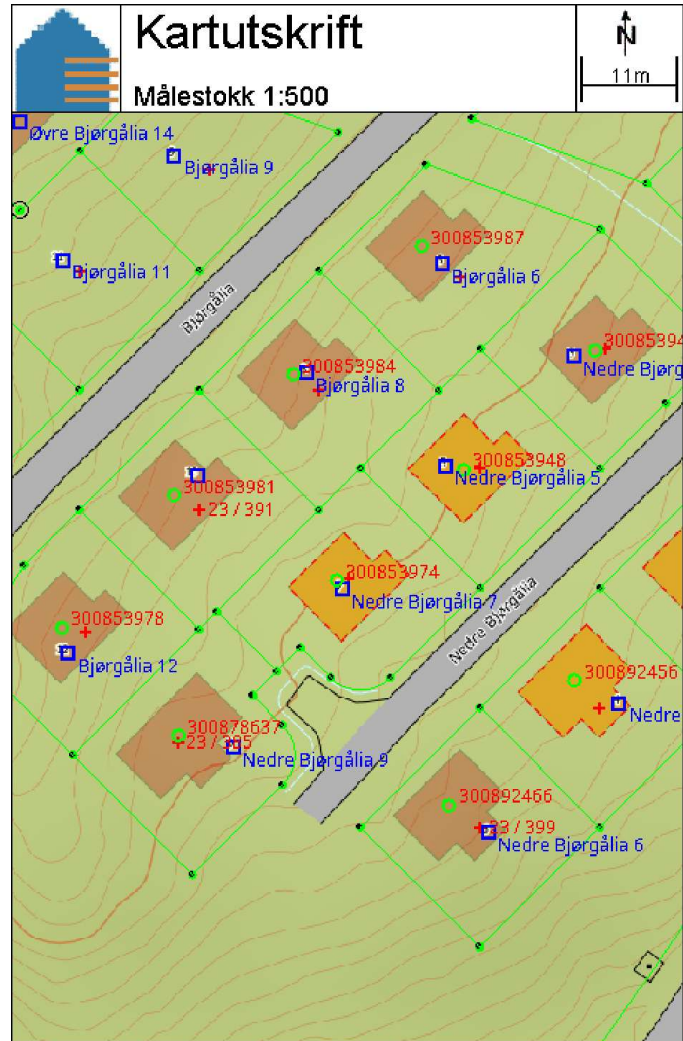 Kartutskrift
Målestokk 1:500
N
11m
Øvre Bjørgålia 14
Bjørgålia 9
Bjørgålia 11
Bjørgålia
300853987
Bjørgålia 6
300853984
Bjørgålia 8
Nedre Bjørg
300853948
Nedre Bjørgålia 5
300853981
23 / 391
300853974
Nedre Bjørgålia 7
Nedre Bjørgålia
300853978
Bjørgålia 12
300892456
Nedre
300878637
Nedre Bjørgålia 9
300892466
23 / 399
Nedre Bjørgålia 6